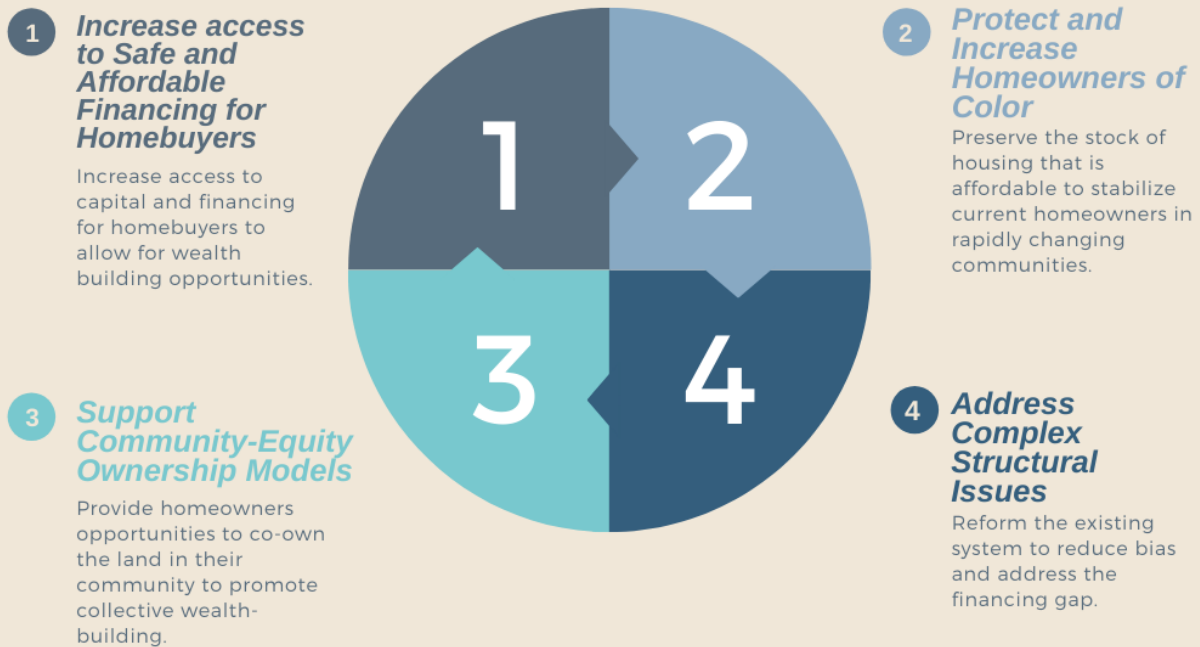 1
Increase access
to Safe and
Affordable
Financing for
Homebuyers
Increase access to
capital and financing
for homebuyers to
allow for wealth
building opportunities.
1
2
3
4
2
Protect and
Increase
Homeowners of
Color
Preserve the stock of
housing that is
affordable to stabilize
current homeowners in
rapidly changing
communities.
3
Support
Community-Equity
Ownership Models
Provide homeowners
opportunities to co-own
the land in their
community to promote
collective wealth-
building.
4
Address
Complex
Structural
Issues
Reform the existing
system to reduce bias
and address the
financing gap.